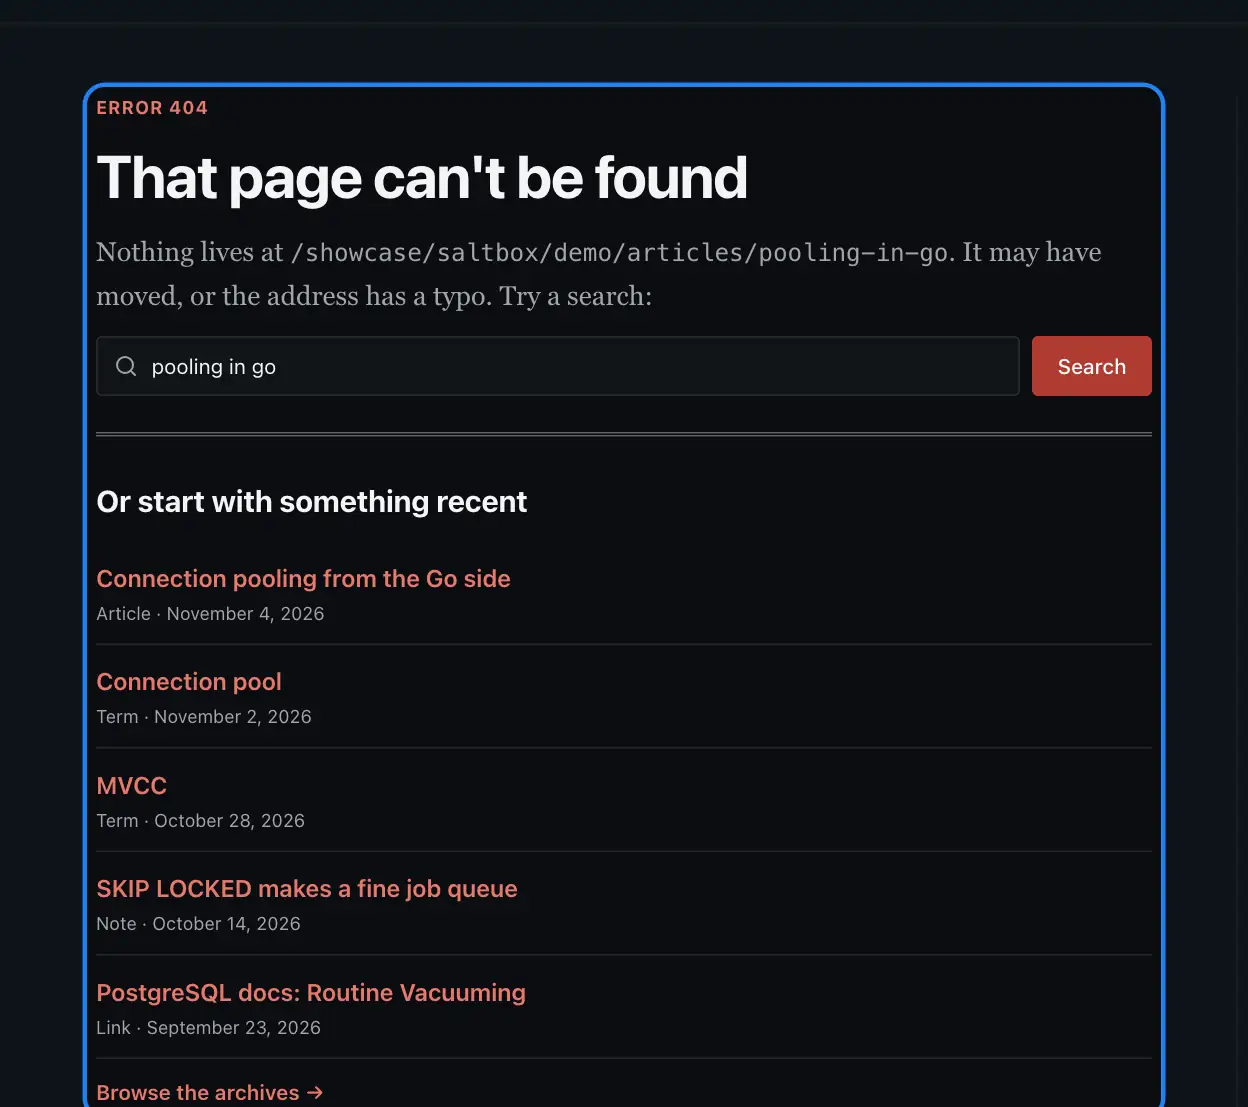 ERROR 404
That page can't be found
Nothing lives at /showcase/saltbox/demo/articles/pooling-in-go. It may have
moved, or the address has a typo. Try a search:
pooling in go
Search
Or start with something recent
Connection pooling from the Go side
Article · November 4, 2026
Connection pool
Term · November 2, 2026
MVCC
Term · October 28, 2026
SKIP LOCKED makes a fine job queue
Note · October 14, 2026
PostgreSQL docs: Routine Vacuuming
Link · September 23, 2026
Browse the archives →